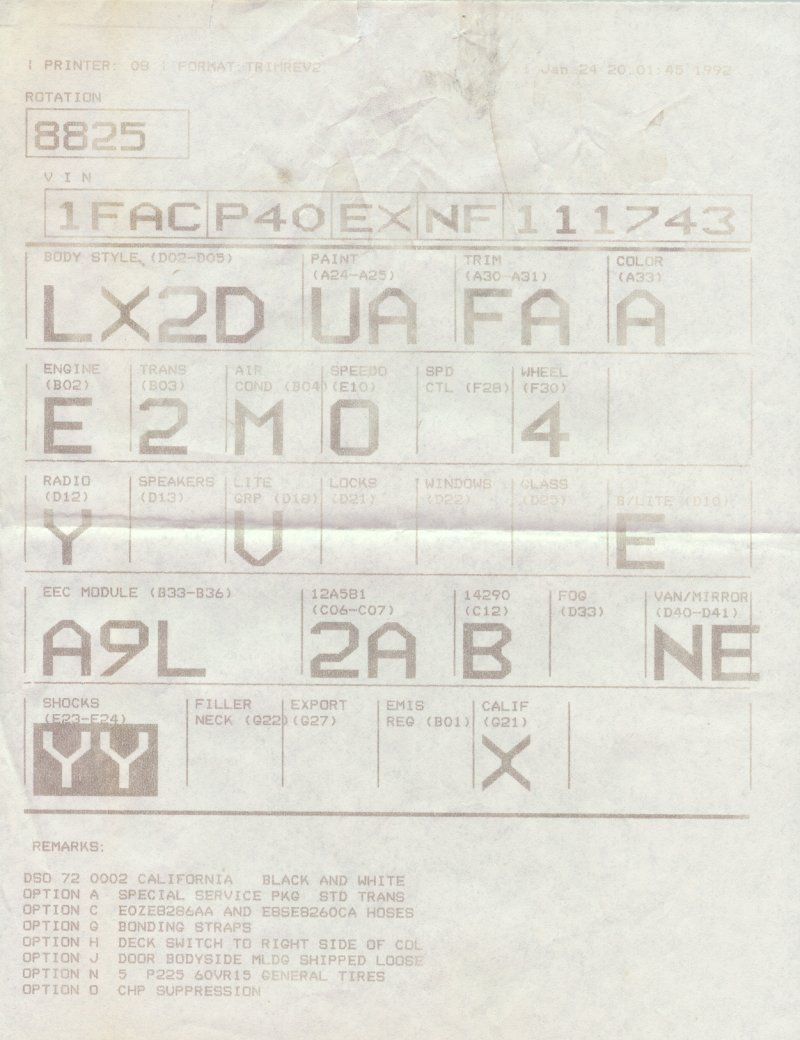 | PRINTER: 08 | FORMAT:TRIMREV2 : Jan 24 20:01:45 1992
ROTATION
8825
V I N
1FAC P40 EX NF 111743
BODY STYLE (D02-D05) PAINT (A24-A25) TRIM (A30-A31) COLOR (A33)
LX2D UA FA A
ENGINE (B02) TRANS (B03) AIR COND (B04) SPEEDO (E10) SPD CTL (F28) WHEEL (F30)
E 2 M O 4
RADIO (D12) SPEAKERS (D13) LITE GRP (D18) LOCKS (D21) WINDOWS (D22) GLASS (D25) B/LITE (D10)
Y V E
EEC MODULE (B33-B36) 12A581 (C06-C07) 14290 (C12) FOG (D33) VAN/MIRROR (D40-D41)
A9L 2A B NE
SHOCKS (E23-E24) FILLER NECK (G22) EXPORT (G27) EMIS REQ (B01) CALIF (G21)
YY X
REMARKS:
DSO 72 0002 CALIFORNIA BLACK AND WHITE
OPTION A SPECIAL SERVICE PKG STD TRANS
OPTION C E0ZE8286AA AND E8SE8260CA HOSES
OPTION G BONDING STRAPS
OPTION H DECK SWITCH TO RIGHT SIDE OF COL
OPTION J DOOR BODYSIDE MLDG SHIPPED LOOSE
OPTION N 5 P225 60VR15 GENERAL TIRES
OPTION O CHP SUPPRESSION